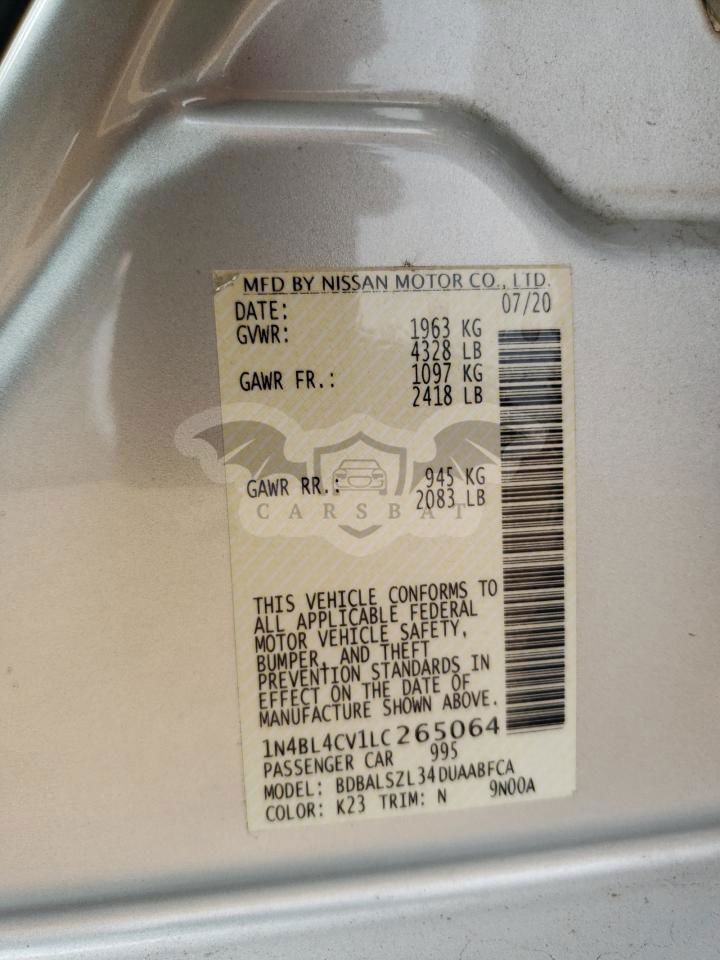 MFD BY NISSAN MOTOR CO., LTD.
DATE: 07/20
GVWR: 1963 KG
4328 LB
GAWR FR.: 1097 KG
2418 LB
GAWR RR.: 945 KG
2083 LB
CARSBAT
THIS VEHICLE CONFORMS TO
ALL APPLICABLE FEDERAL
MOTOR VEHICLE SAFETY,
BUMPER, AND THEFT
PREVENTION STANDARDS IN
EFFECT ON THE DATE OF
MANUFACTURE SHOWN ABOVE.
1N4BL4CV1LC265064
PASSENGER CAR 995
MODEL: BDBALSZL34DUAABFCA
COLOR: K23 TRIM: N 9N00A